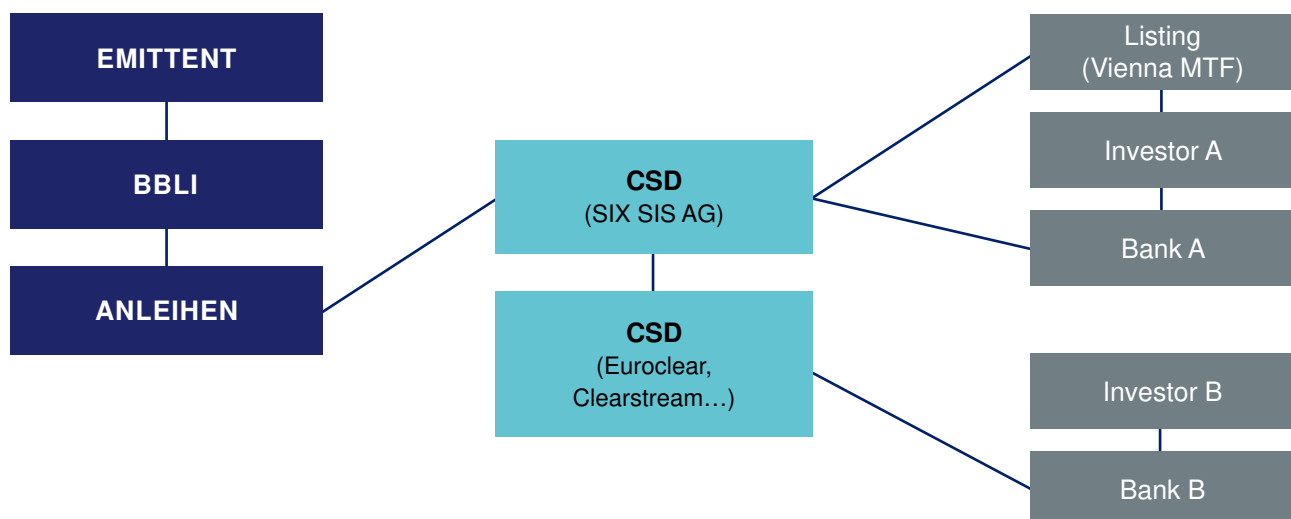 EMITTENT
BBLI
ANLEIHEN
CSD
(SIX SIS AG)
CSD
(Euroclear,
Clearstream…)
Listing
(Vienna MTF)
Investor A
Bank A
Investor B
Bank B